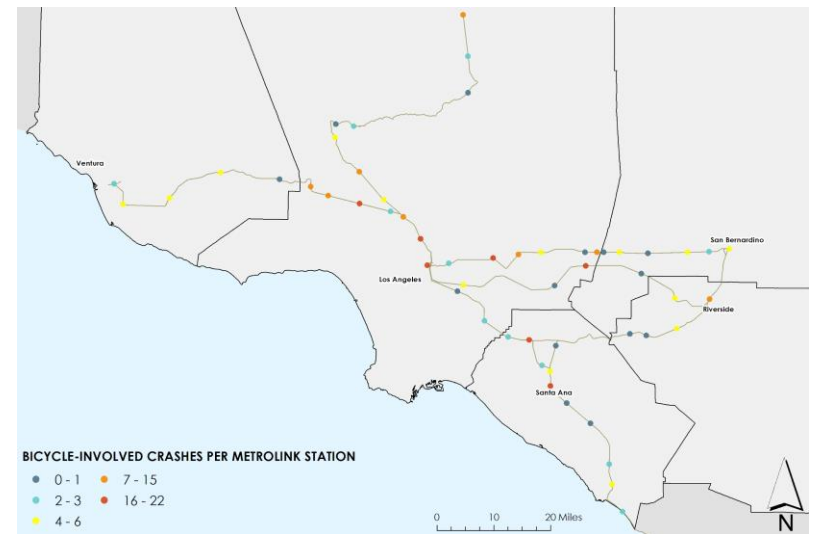 Ventura
San Bernardino
Los Angeles
Riverside
Santa Ana
BICYCLE-INVOLVED CRASHES PER METROLINK STATION
0 - 1 7 - 15
2 - 3 16 - 22
4 - 6
0 10 20 Miles
N